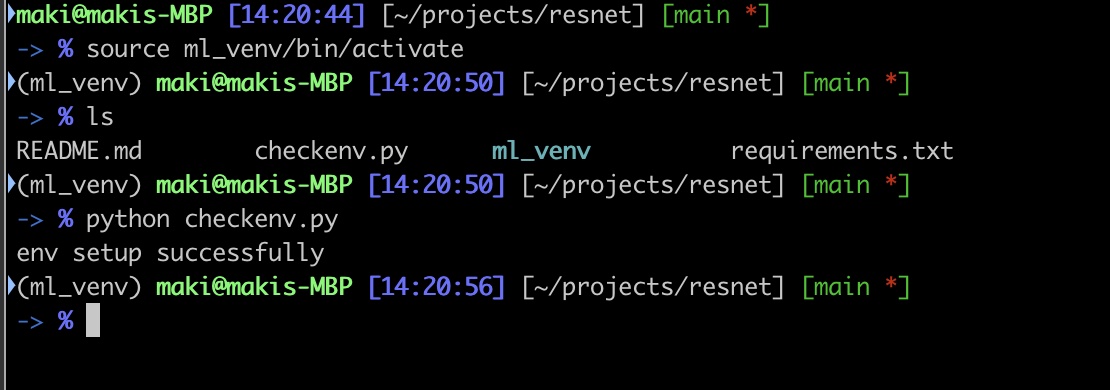 maki@makis-MBP [14:20:44] [~/projects/resnet] [main *]
-> % source ml_venv/bin/activate
(ml_venv) maki@makis-MBP [14:20:50] [~/projects/resnet] [main *]
-> % ls
README.md checkenv.py ml_venv requirements.txt
(ml_venv) maki@makis-MBP [14:20:50] [~/projects/resnet] [main *]
-> % python checkenv.py
env setup successfully
(ml_venv) maki@makis-MBP [14:20:56] [~/projects/resnet] [main *]
-> %